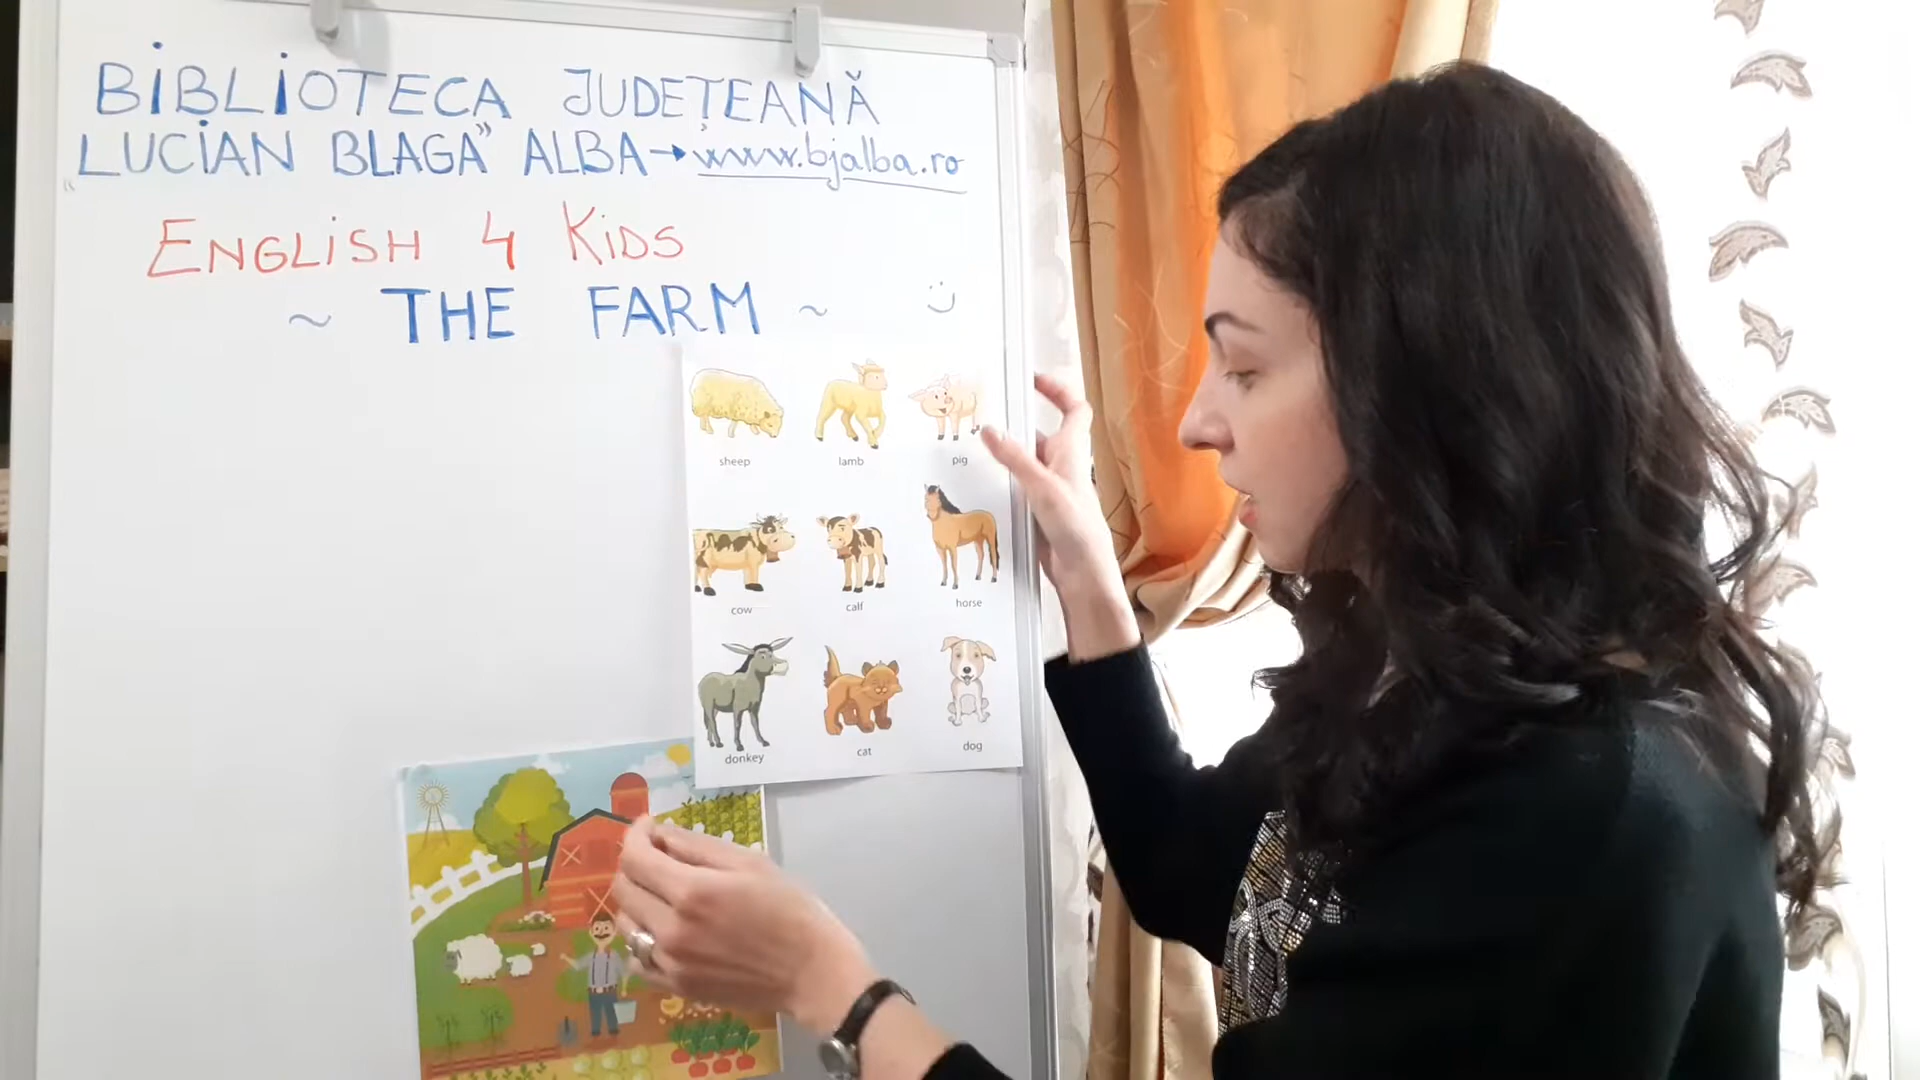 BIBLIOTECA JUDEȚEANĂ
"LUCIAN BLAGA" ALBA→www.bjalba.ro
ENGLISH 4 KIDS
~ THE FARM ~
sheep lamb pig
cow calf horse
donkey cat dog